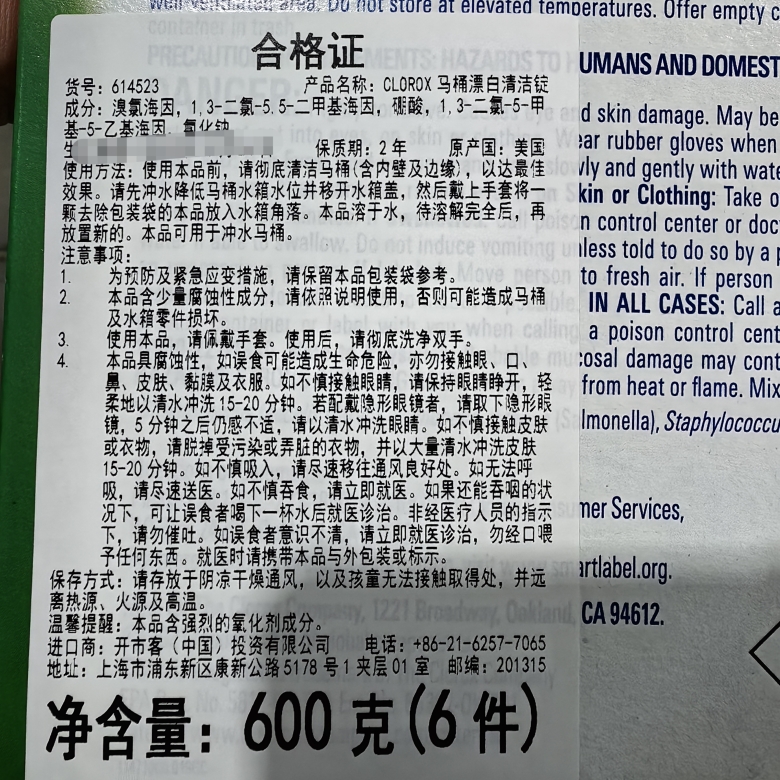 well ventilated area. Do not store at elevated temperatures. Offer empty c
合格证
货号：614523 产品名称：CLOROX 马桶漂白清洁锭
成分：溴氯海因，1,3-二氯-5.5-二甲基海因，硼酸，1,3-二氯-5-甲
基-5-乙基海因，氯化钠
保质期：2 年 原产国：美国
使用方法：使用本品前，请彻底清洁马桶(含内壁及边缘)，以达最佳
效果。请先冲水降低马桶水箱水位并移开水箱盖，然后戴上手套将一
颗去除包装袋的本品放入水箱角落。本品溶于水，待溶解完全后，再
放置新的。本品可用于冲水马桶。
注意事项：
1. 为预防及紧急应变措施，请保留本品包装袋参考。
2. 本品含少量腐蚀性成分，请依照说明使用，否则可能造成马桶
及水箱零件损坏。
3. 使用本品，请佩戴手套。使用后，请彻底洗净双手。
4. 本品具腐蚀性，如误食可能造成生命危险，亦勿接触眼、口、
鼻、皮肤、黏膜及衣服。如不慎接触眼睛，请保持眼睛睁开，轻
柔地以清水冲洗 15-20 分钟。若配戴隐形眼镜者，请取下隐形眼
镜，5 分钟之后仍感不适，请以清水冲洗眼睛。如不慎接触皮肤
或衣物，请脱掉受污染或弄脏的衣物，并以大量清水冲洗皮肤
15-20 分钟。如不慎吸入，请尽速移往通风良好处。如无法呼
吸，请尽速送医。如不慎吞食，请立即就医。如果还能吞咽的状
况下，可让误食者喝下一杯水后就医诊治。非经医疗人员的指示
下，请勿催吐。如误食者意识不清，请立即就医诊治，勿经口喂
予任何东西。就医时请携带本品与外包装或标示。
保存方式：请存放于阴凉干燥通风，以及孩童无法接触取得处，并远
离热源、火源及高温。
温馨提醒：本品含强烈的氧化剂成分。
进口商：开市客（中国）投资有限公司 电话：+86-21-6257-7065
地址：上海市浦东新区康新公路 5178 号 1 夹层 01 室 邮编：201315
净含量：600 克(6 件)
UMANS AND DOMEST
d skin damage. May be
ear rubber gloves when
vly and gently with wate
kin or Clothing: Take o
n control center or doc
less told to do so by a p
to fresh air. If person
IN ALL CASES: Call a
a poison control cent
osal damage may cont
from heat or flame. Mix
lmonella), Staphylococcu
mer Services,
artlabel.org.
CA 94612.